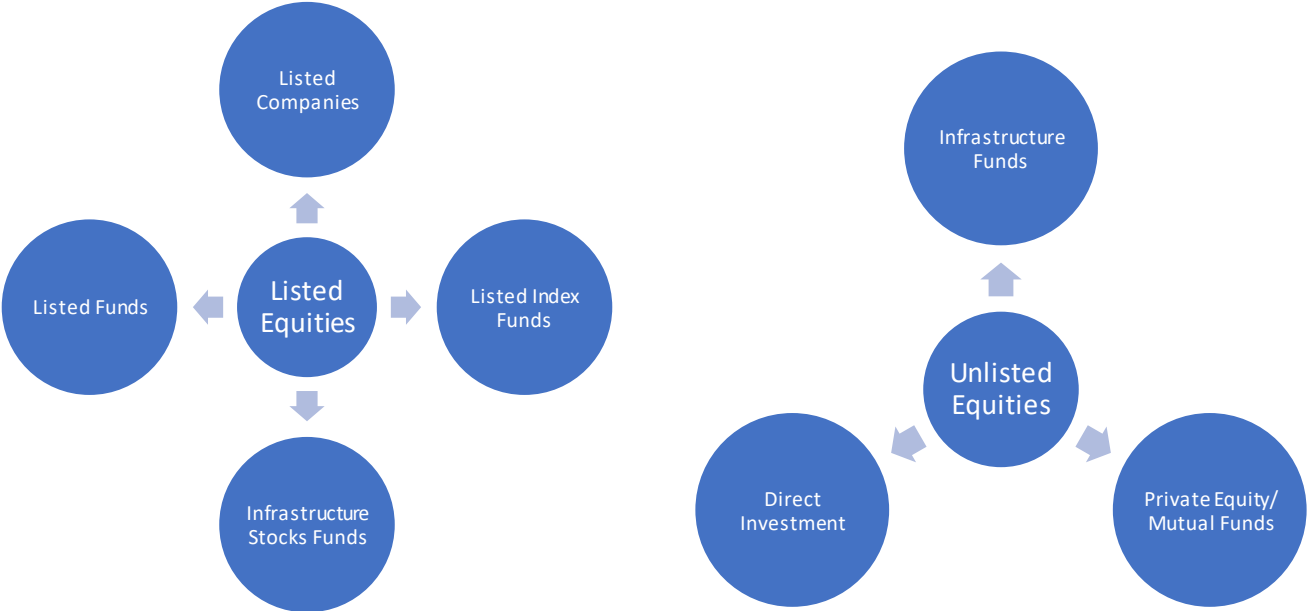 Listed
Companies
Listed Funds
Listed
Equities
Listed Index
Funds
Infrastructure
Stocks Funds
Infrastructure
Funds
Unlisted
Equities
Direct
Investment
Private Equity/
Mutual Funds